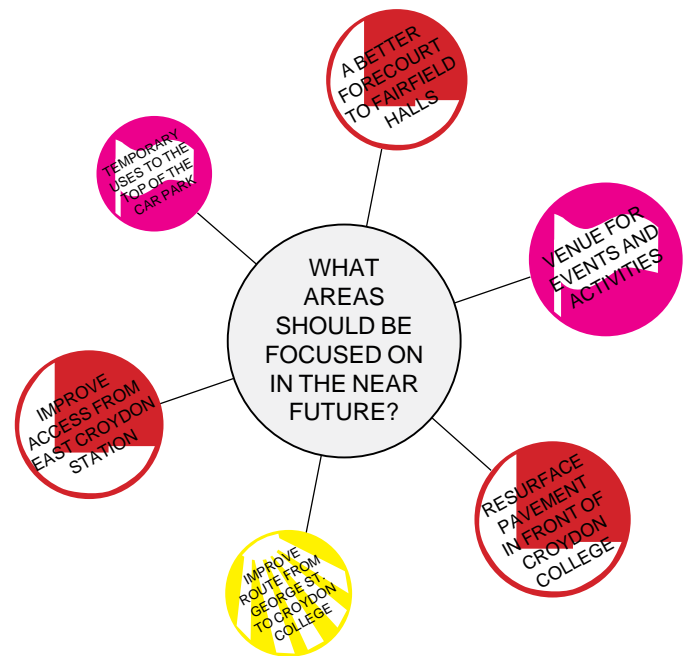 A BETTER
FORECOURT
TO FAIRFIELD
HALLS
TEMPORARY
USES TO THE
TOP OF THE
CAR PARK
VENUE FOR
EVENTS AND
ACTIVITIES
WHAT
AREAS
SHOULD BE
FOCUSED ON
IN THE NEAR
FUTURE?
IMPROVE
ACCESS FROM
EAST CROYDON
STATION
RESURFACE
PAVEMENT
IN FRONT OF
CROYDON
COLLEGE
IMPROVE
ROUTE FROM
GEORGE ST.
TO CROYDON
COLLEGE